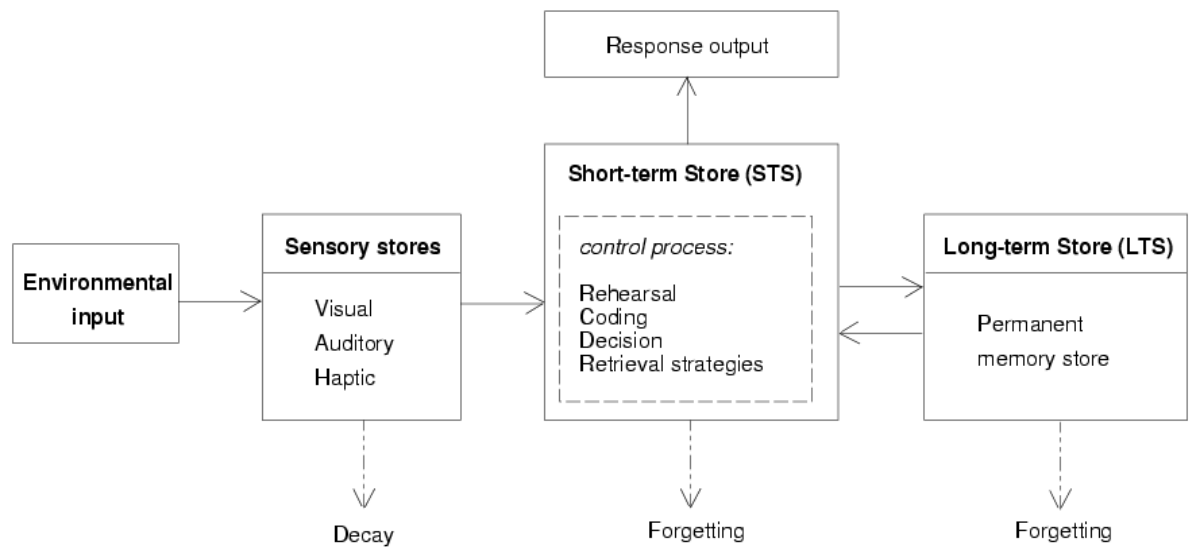 Response output
Short-term Store (STS)
control process:
Rehearsal
Coding
Decision
Retrieval strategies
Environmental
input
Sensory stores
Visual
Auditory
Haptic
Long-term Store (LTS)
Permanent
memory store
Decay
Forgetting
Forgetting